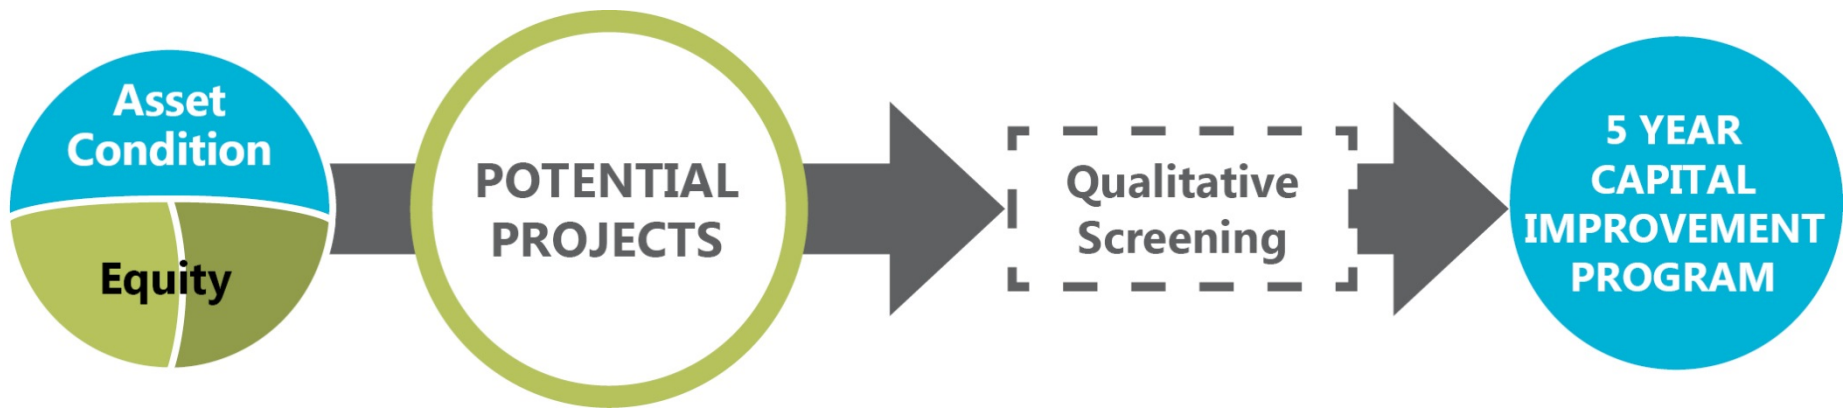 Asset
Condition
Equity
POTENTIAL
PROJECTS
Qualitative
Screening
5 YEAR
CAPITAL
IMPROVEMENT
PROGRAM